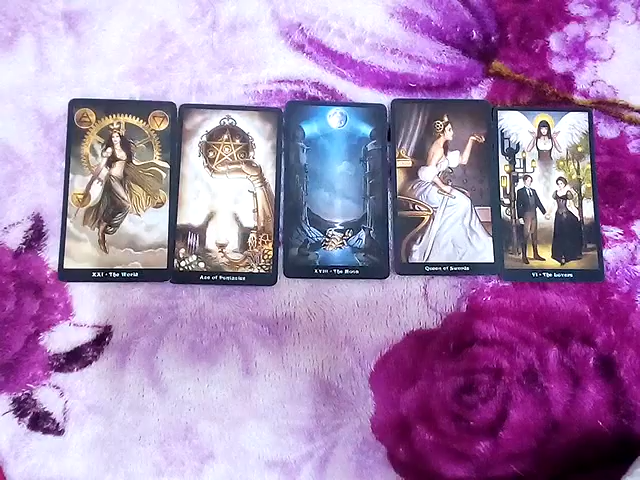 XXI • The World
Ace of Pentacles
XVIII • The Moon
Queen of Swords
VI • The Lovers